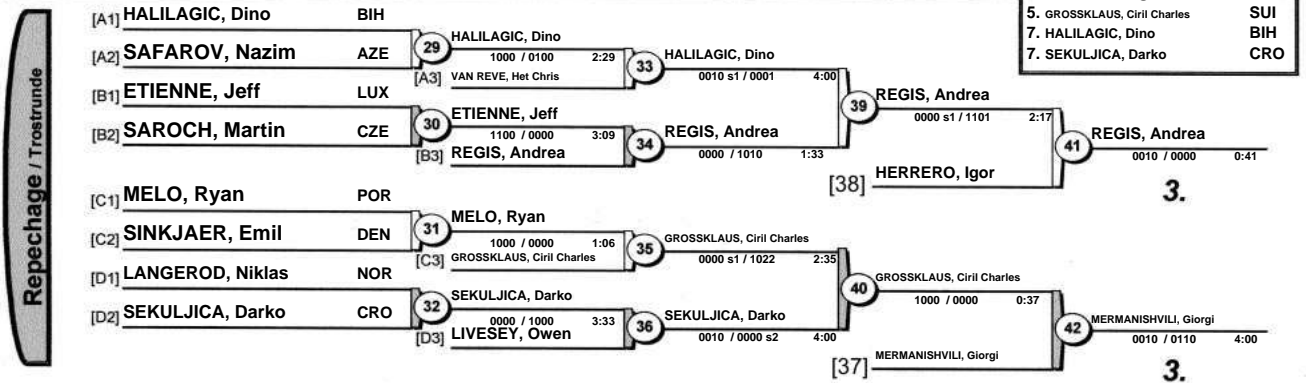 Repechage / Trostrunde
5. GROSSKLAUS, Ciril Charles SUI
7. HALILAGIC, Dino BIH
7. SEKULJICA, Darko CRO
[A1] HALILAGIC, Dino BIH
[A2] SAFAROV, Nazim AZE
[B1] ETIENNE, Jeff LUX
[B2] SAROCH, Martin CZE
[C1] MELO, Ryan POR
[C2] SINKJAER, Emil DEN
[D1] LANGEROD, Niklas NOR
[D2] SEKULJICA, Darko CRO
29
HALILAGIC, Dino
1000 / 0100 2:29
[A3] VAN REVE, Het Chris
30
ETIENNE, Jeff
1100 / 0000 3:09
[B3] REGIS, Andrea
31
MELO, Ryan
1000 / 0000 1:06
[C3] GROSSKLAUS, Ciril Charles
32
SEKULJICA, Darko
0000 / 1000 3:33
[D3] LIVESEY, Owen
33
HALILAGIC, Dino
0010 s1 / 0001 4:00
34
REGIS, Andrea
0000 / 1010 1:33
35
GROSSKLAUS, Ciril Charles
0000 s1 / 1022 2:35
36
SEKULJICA, Darko
0010 / 0000 s2 4:00
39
REGIS, Andrea
0000 s1 / 1101 2:17
[38] HERRERO, Igor
40
GROSSKLAUS, Ciril Charles
1000 / 0000 0:37
[37] MERMANISHVILI, Giorgi
41
REGIS, Andrea
0010 / 0000 0:41
3.
42
MERMANISHVILI, Giorgi
0010 / 0110 4:00
3.